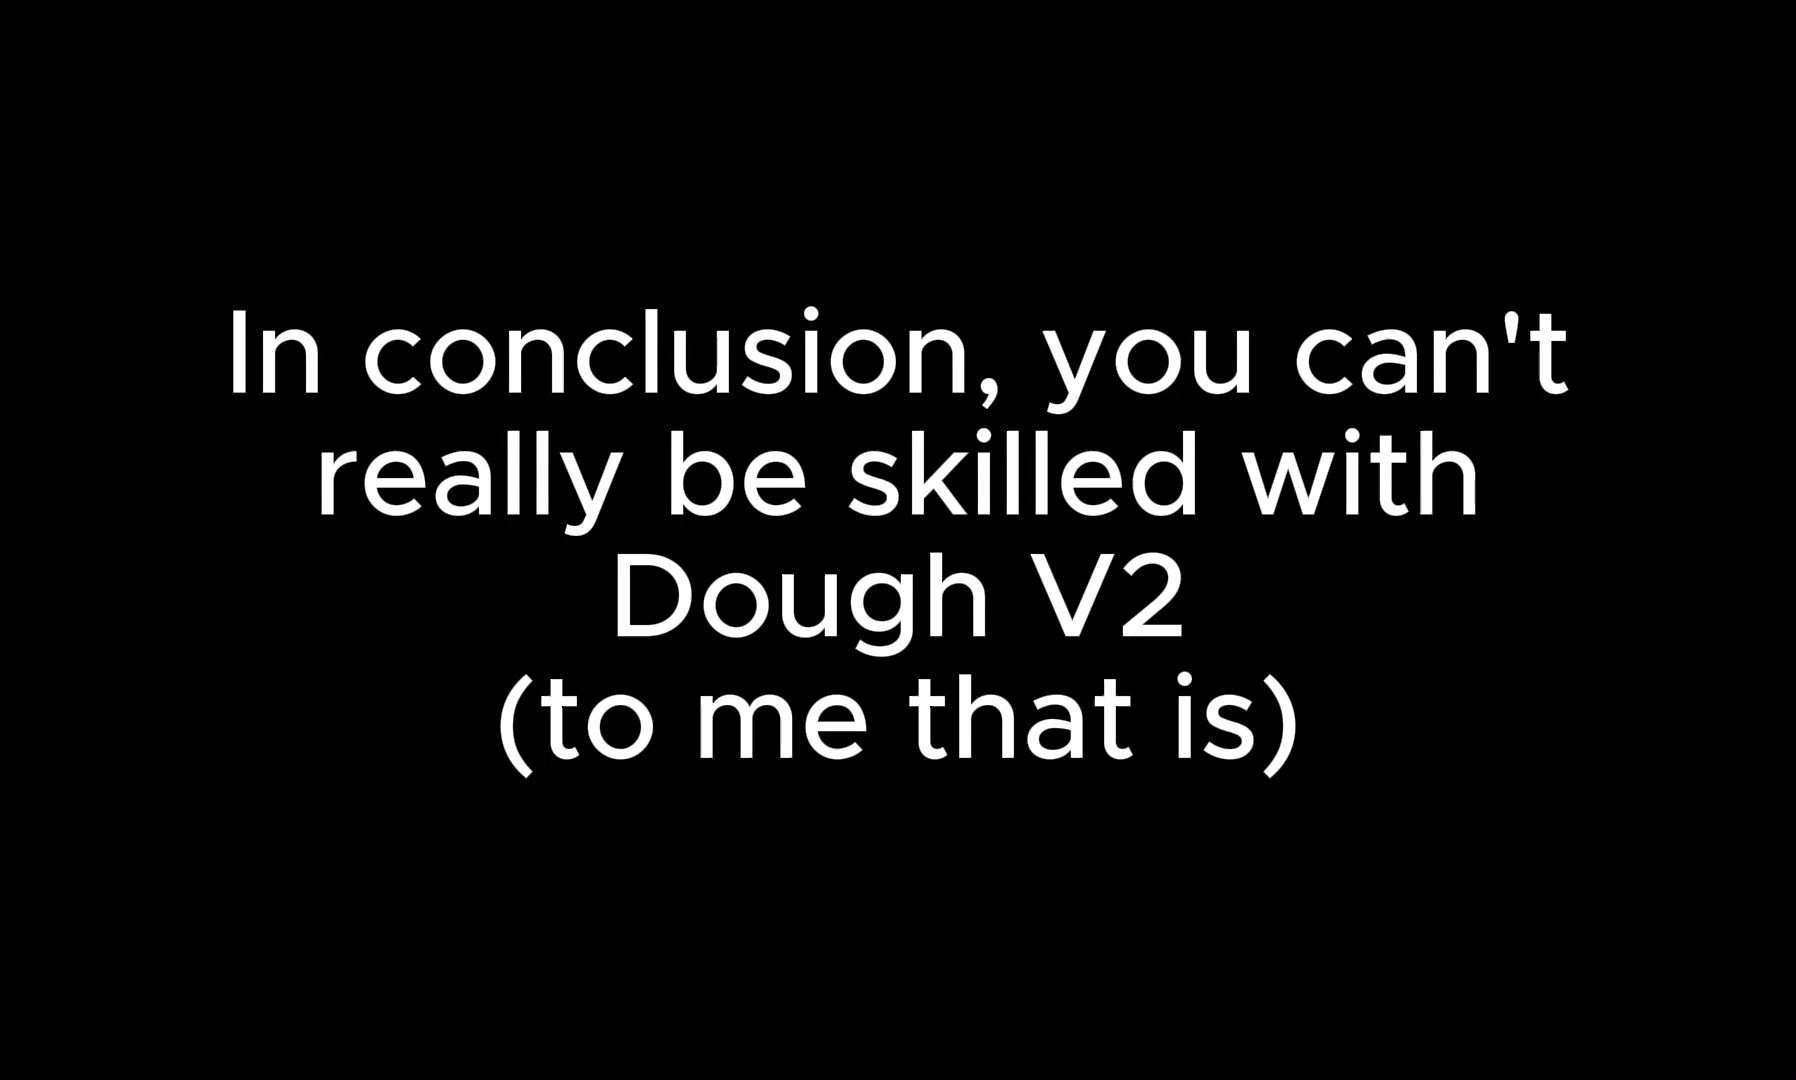 In conclusion, you can't
really be skilled with
Dough V2
(to me that is)